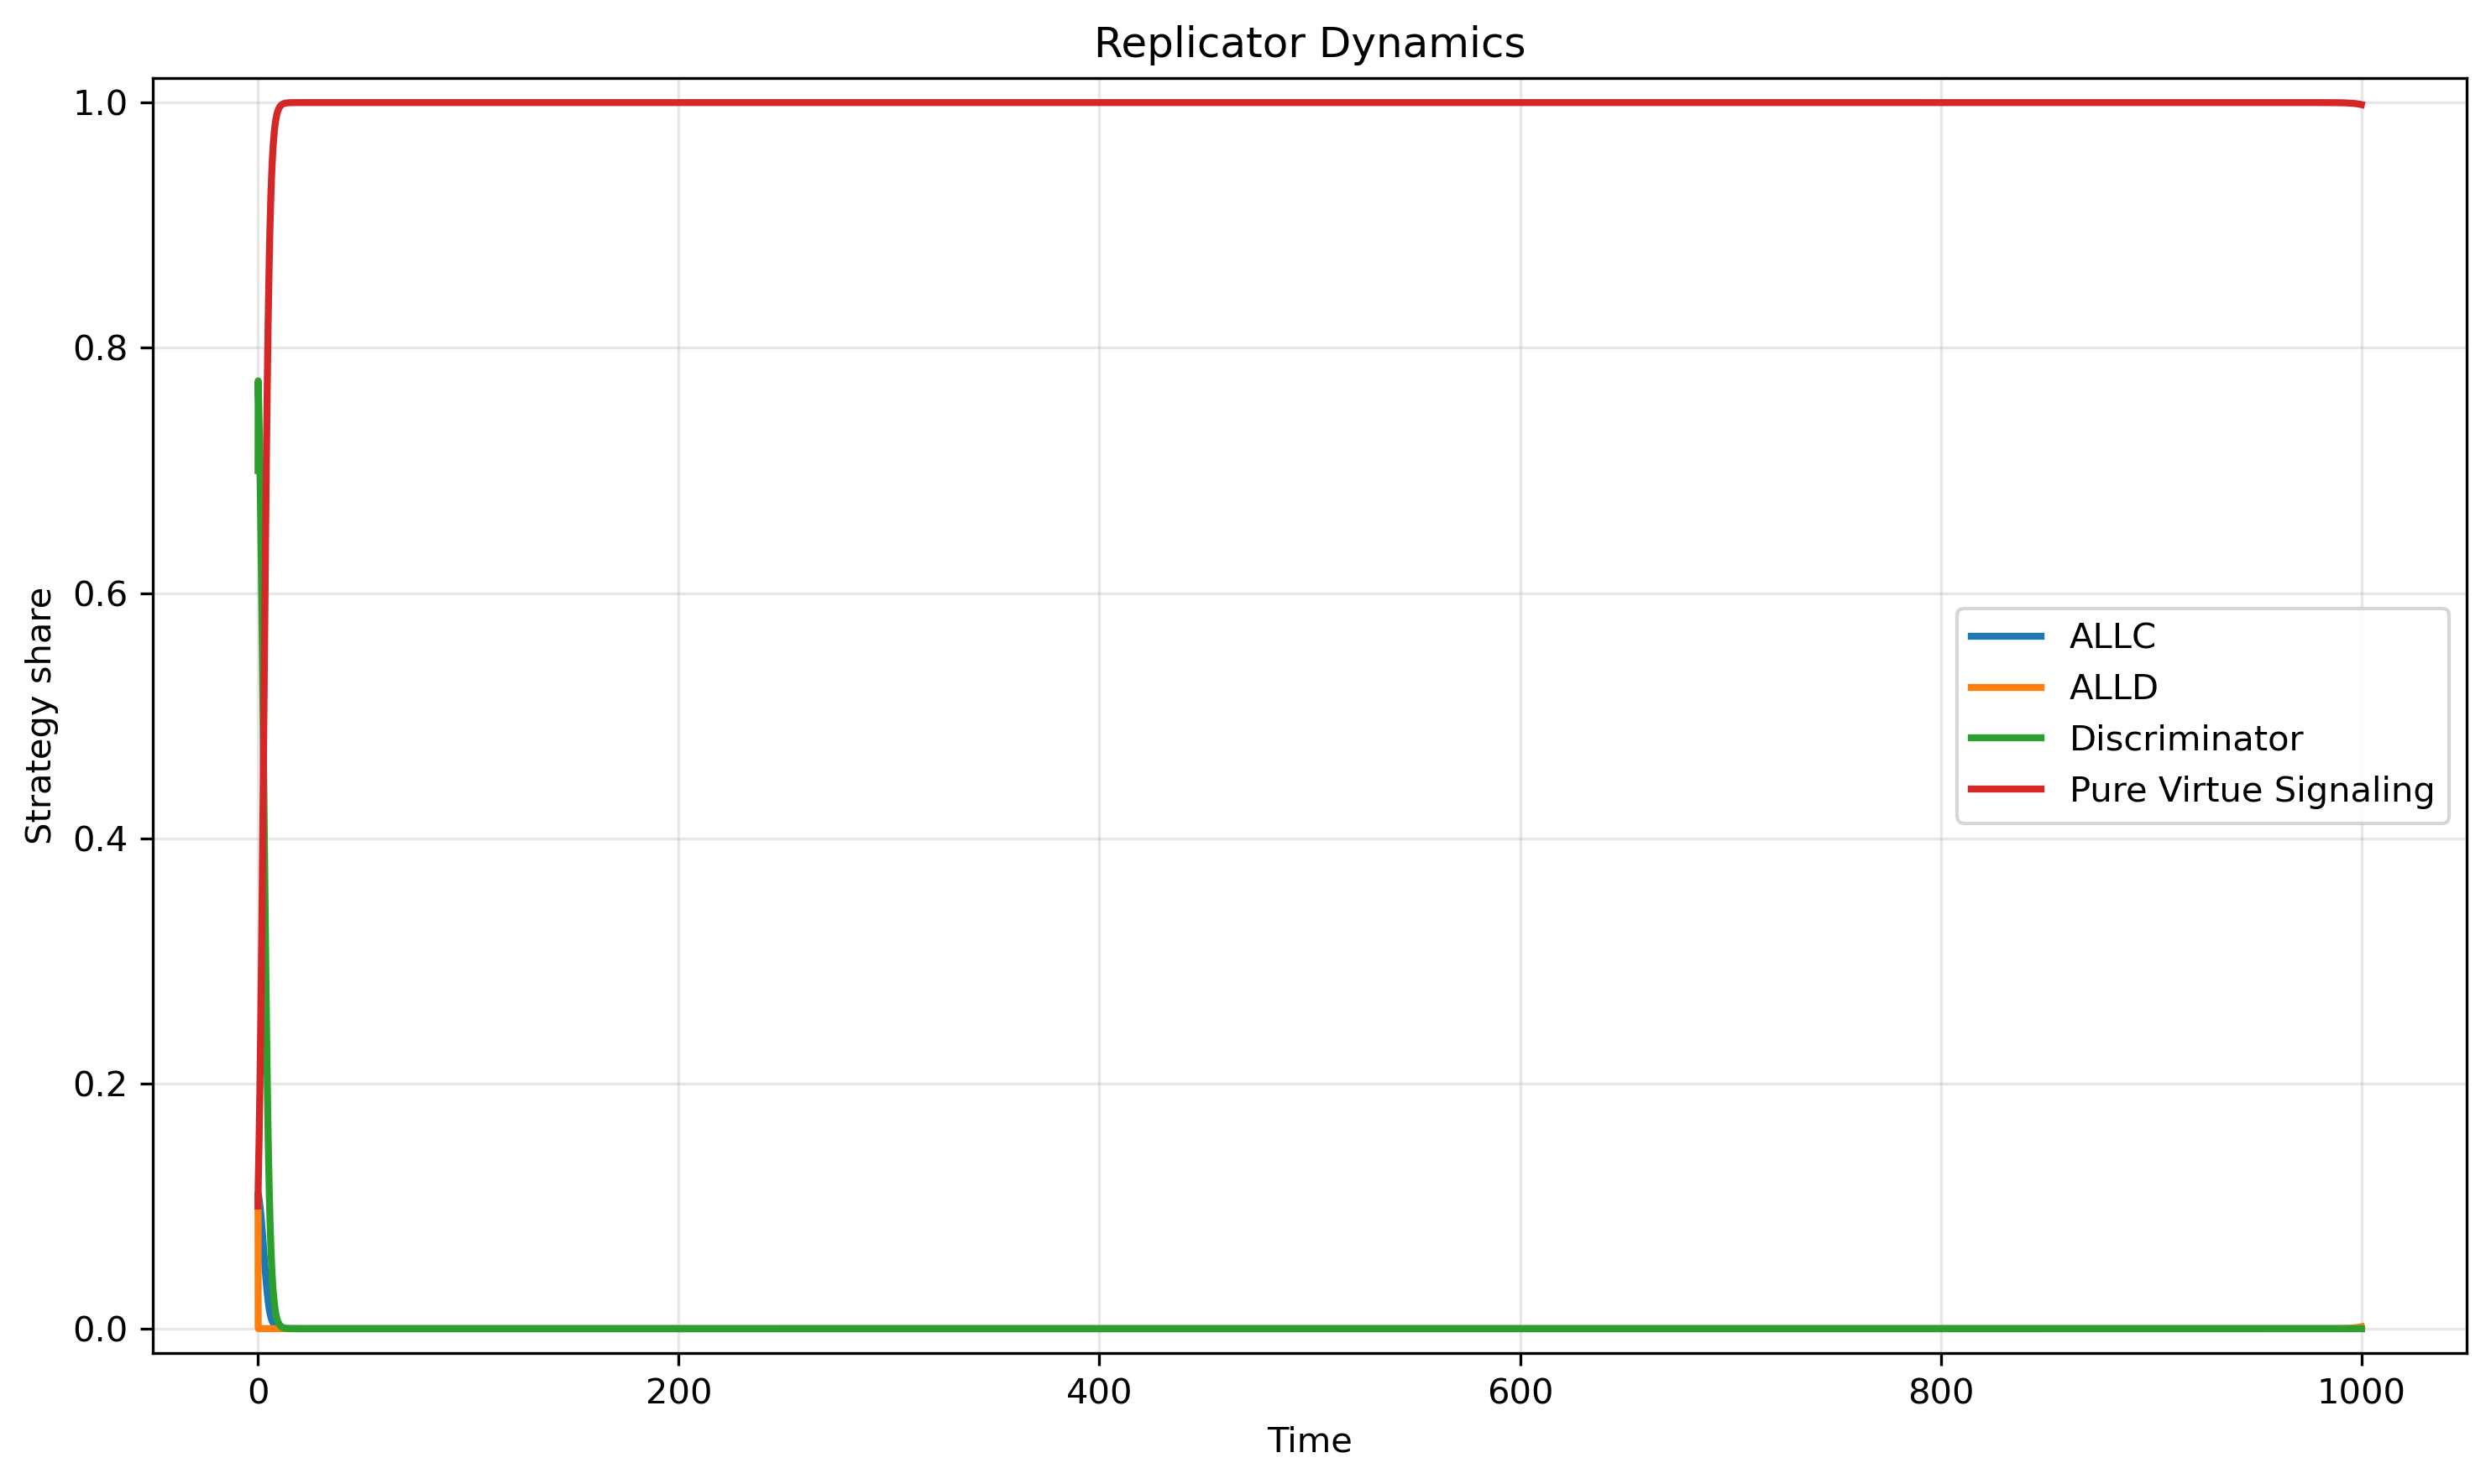 Replicator Dynamics
1.0
0.8
0.6
0.4
0.2
0.0
Strategy share
ALLC
ALLD
Discriminator
Pure Virtue Signaling
0 200 400 600 800 1000
Time